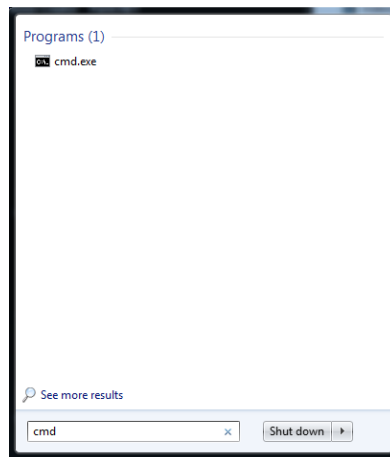 Programs (1)
cmd.exe
See more results
cmd
Shut down